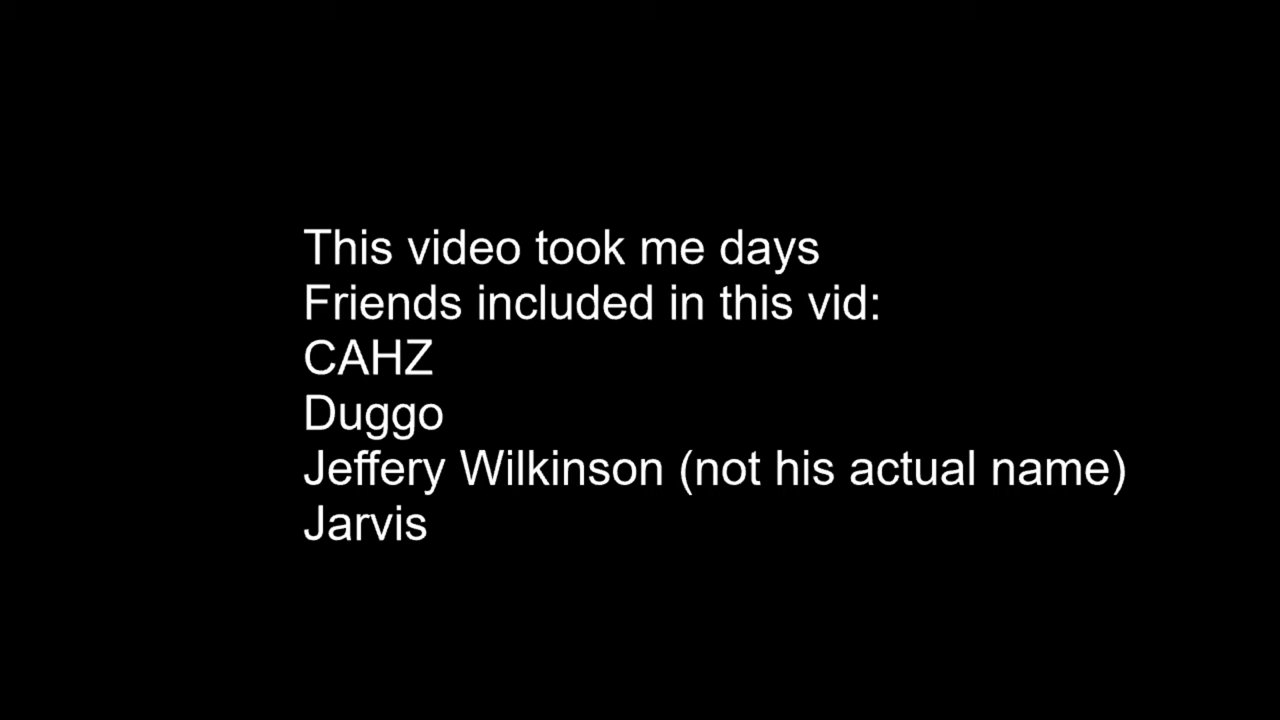 This video took me days
Friends included in this vid:
CAHZ
Duggo
Jeffery Wilkinson (not his actual name)
Jarvis